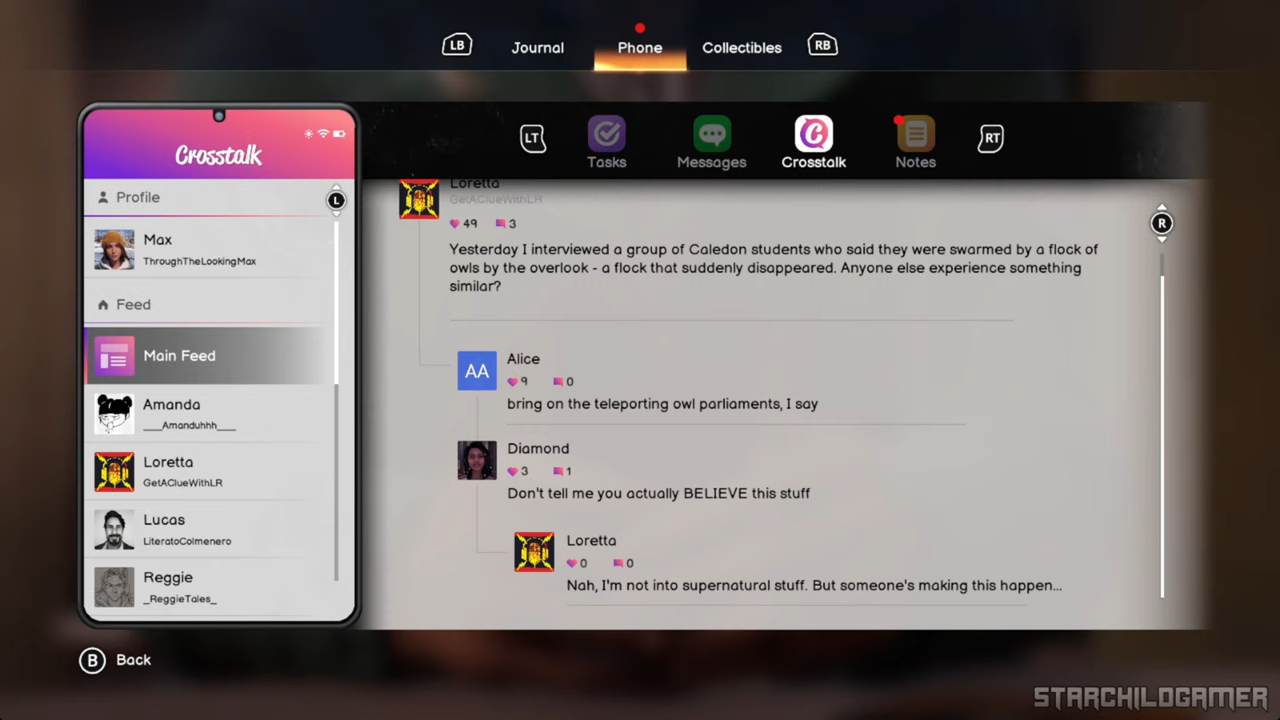 LB Journal Phone Collectibles RB
Crosstalk
LT Tasks Messages Crosstalk Notes RT
Profile
L
Max
ThroughTheLookingMax
Feed
Main Feed
Amanda
____Amanduhhh____
Loretta
GetAClueWithLR
Lucas
LiteratoColmenero
Reggie
_ReggieTales_
Loretta
GetAClueWithLR
49 3
R
Yesterday I interviewed a group of Caledon students who said they were swarmed by a flock of
owls by the overlook - a flock that suddenly disappeared. Anyone else experience something
similar?
AA
Alice
9 0
bring on the teleporting owl parliaments, I say
Diamond
3 1
Don't tell me you actually BELIEVE this stuff
Loretta
0 0
Nah, I'm not into supernatural stuff. But someone's making this happen...
B Back
STARCHILDGAMER